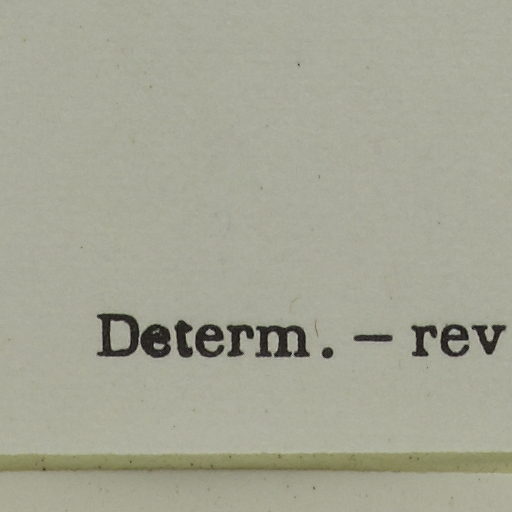 Determ. – rev